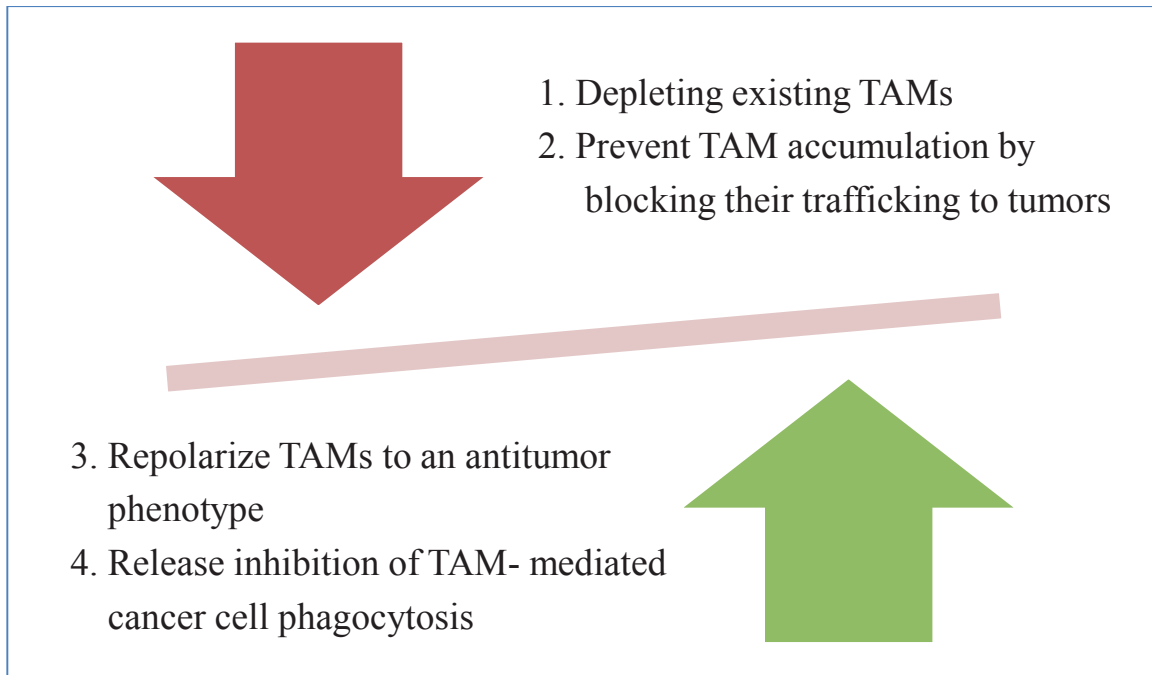 1. Depleting existing TAMs
2. Prevent TAM accumulation by
blocking their trafficking to tumors
3. Repolarize TAMs to an antitumor
phenotype
4. Release inhibition of TAM- mediated
cancer cell phagocytosis